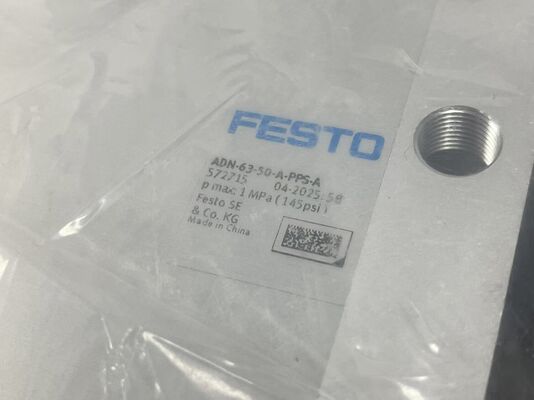 FESTO
ADN-63-50-A-PPS-A
572715 04-2025:58
p max: 1 MPa (145psi)
Festo SE
& Co. KG
Made in China